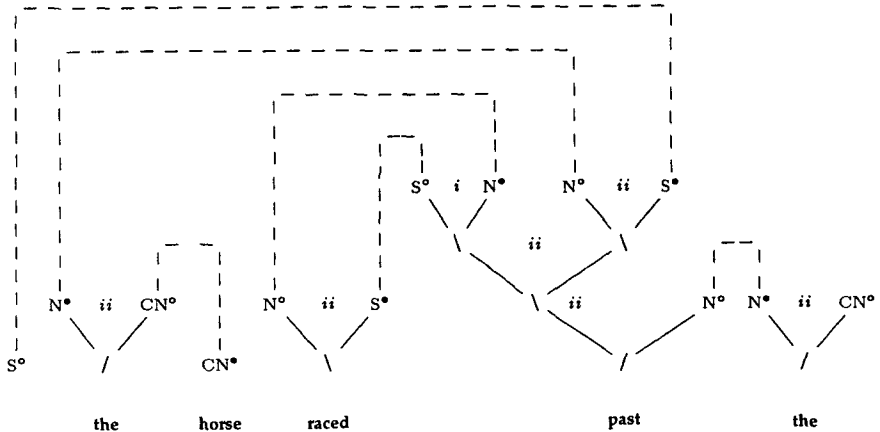 S° i N• N° ii S•
\ ii \
N• ii CN° N° ii S• \ ii N° N• ii CN°
S° / CN• / / /
the horse raced past the